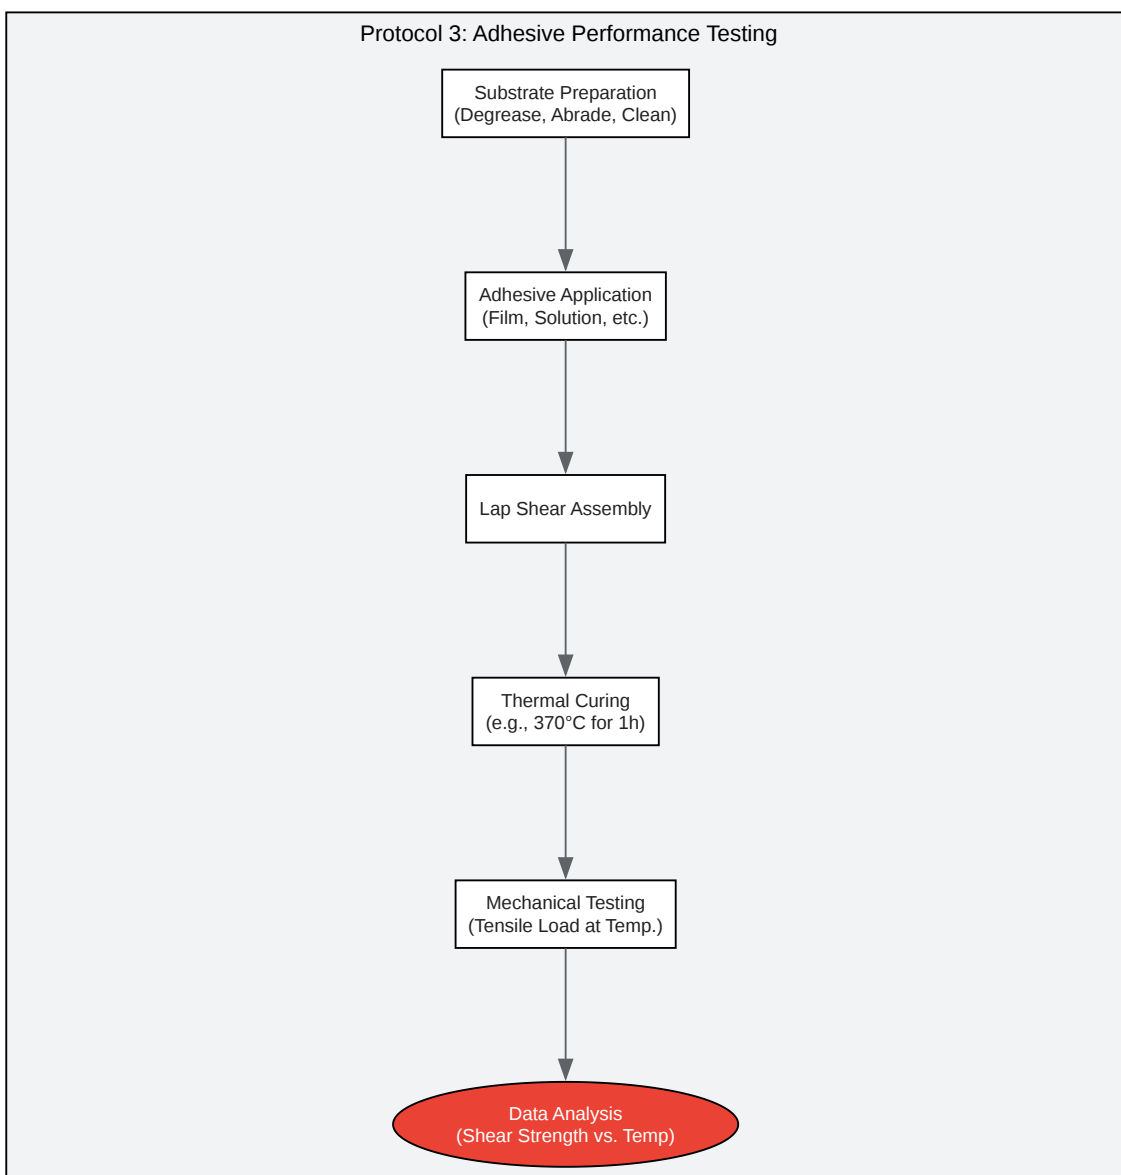 Protocol 3: Adhesive Performance Testing
Substrate Preparation
(Degrease, Abrade, Clean)
Adhesive Application
(Film, Solution, etc.)
Lap Shear Assembly
Thermal Curing
(e.g., 370°C for 1h)
Mechanical Testing
(Tensile Load at Temp.)
Data Analysis
(Shear Strength vs. Temp)